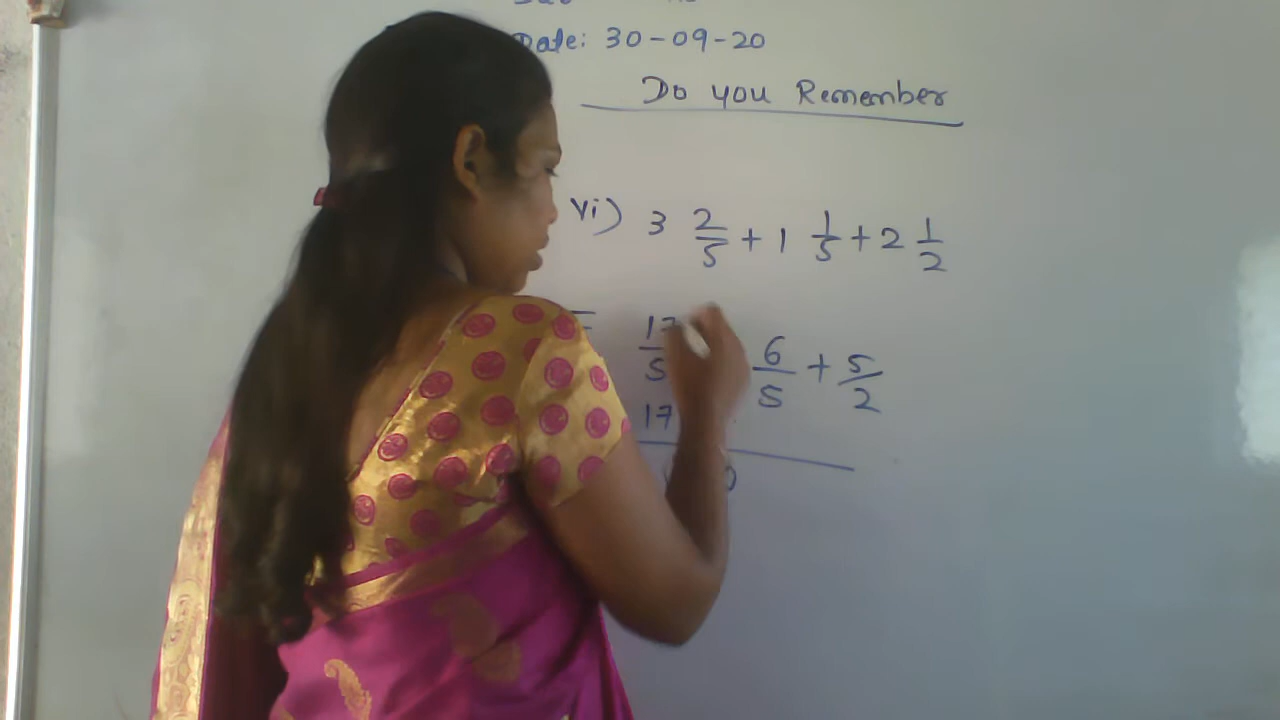 Date: 30-09-20
Do you Remember
vi) 3 2/5 + 1 1/5 + 2 1/2
= 17/5 6/5 + 5/2
17